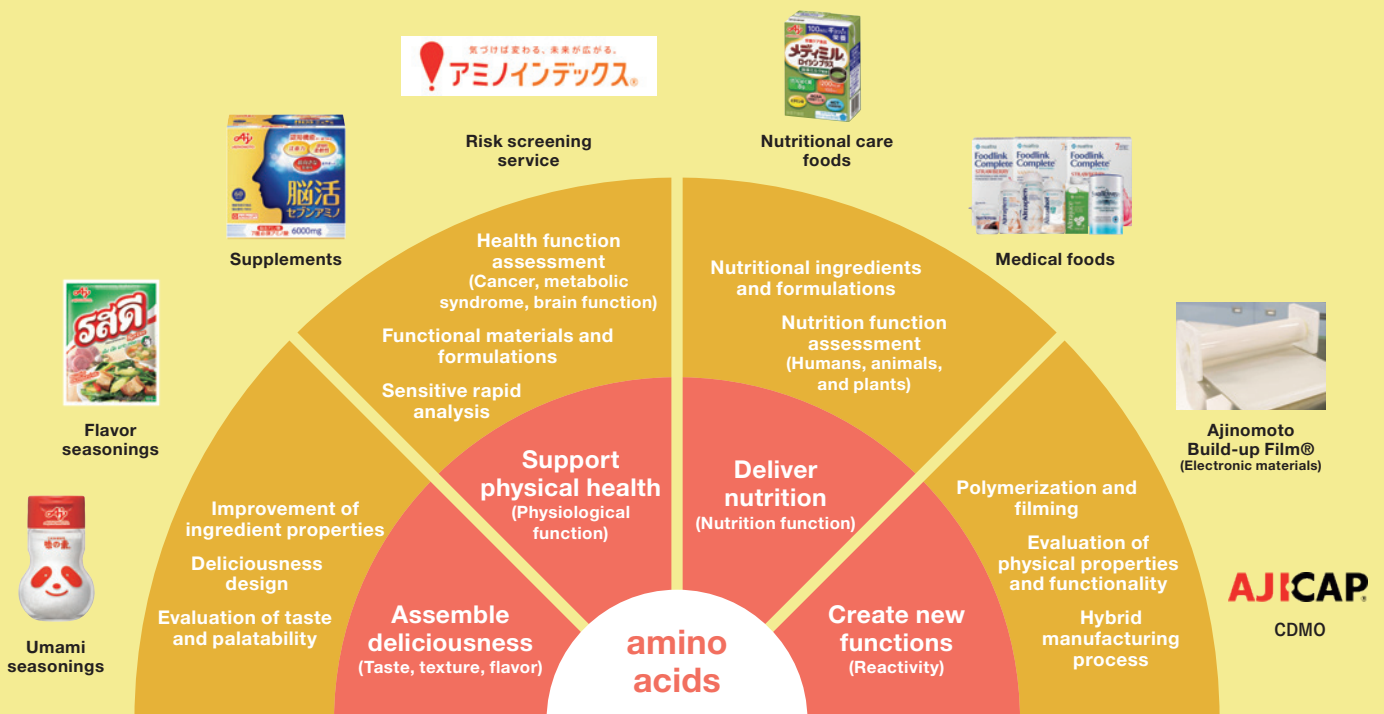 気づけば変わる、未来が広がる。
アミノインデックス®
Risk screening
service
100
メディミル®
ロイシンプラス
Nutritional care
foods
脳活
セブンアミノ
6000mg
Supplements
Foodlink
Complete
STRAWBERRY
Foodlink
Complete
Foodlink
Complete
STRAWBERRY
Medical foods
รสดี
Flavor
seasonings
味の素
Umami
seasonings
Ajinomoto
Build-up Film®
(Electronic materials)
AJICAP®
CDMO
Improvement of
ingredient properties
Deliciousness
design
Evaluation of taste
and palatability
Health function
assessment
(Cancer, metabolic
syndrome, brain function)
Functional materials and
formulations
Sensitive rapid
analysis
Nutritional ingredients
and formulations
Nutrition function
assessment
(Humans, animals,
and plants)
Polymerization and
filming
Evaluation of
physical properties
and functionality
Hybrid
manufacturing
process
Assemble
deliciousness
(Taste, texture, flavor)
Support
physical health
(Physiological
function)
Deliver
nutrition
(Nutrition function)
Create new
functions
(Reactivity)
amino
acids